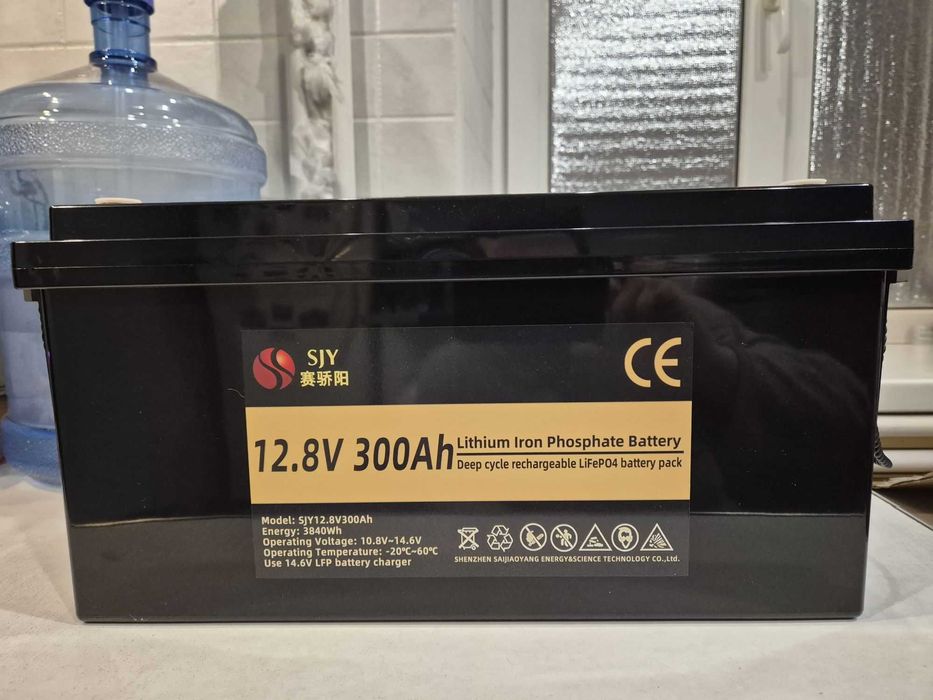 SJY
赛骄阳
CE
12.8V 300Ah
Lithium Iron Phosphate Battery
Deep cycle rechargeable LiFePO4 battery pack
Model: SJY12.8V300Ah
Energy: 3840Wh
Operating Voltage: 10.8V~14.6V
Operating Temperature: -20℃~60℃
Use 14.6V LFP battery charger
SHENZHEN SAIJIAOYANG ENERGY&SCIENCE TECHNOLOGY CO.,LTD.